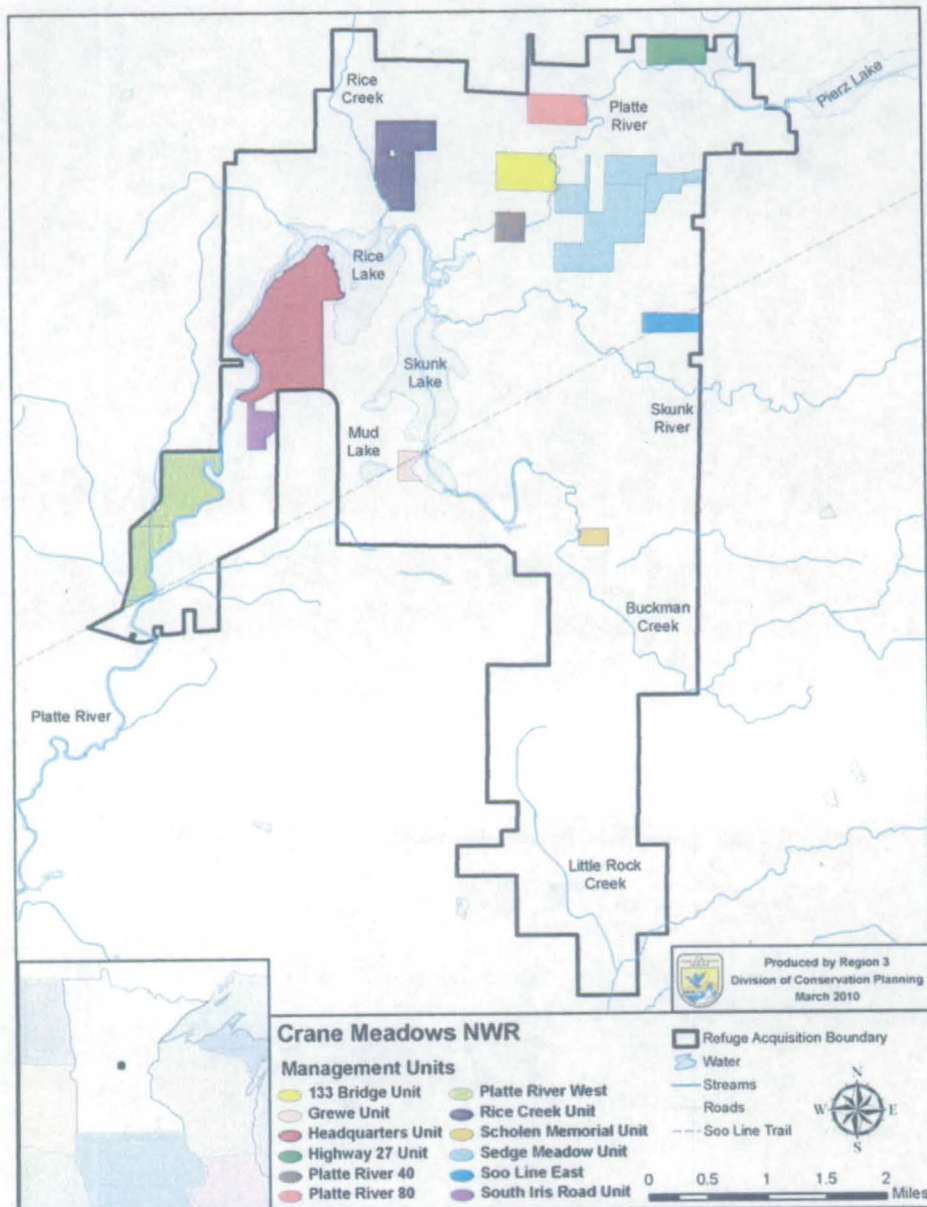 Rice
Creek
Pierz Lake
Platte
River
Rice
Lake
Skunk
Lake
Skunk
River
Mud
Lake
Buckman
Creek
Platte River
Little Rock
Creek
Produced by Region 3
Division of Conservation Planning
March 2010
Crane Meadows NWR
Management Units
133 Bridge Unit
Grewe Unit
Headquarters Unit
Highway 27 Unit
Platte River 40
Platte River 80
Platte River West
Rice Creek Unit
Scholen Memorial Unit
Sedge Meadow Unit
Soo Line East
South Iris Road Unit
Refuge Acquisition Boundary
Water
Streams
Roads
Soo Line Trail
N
W E
S
0 0.5 1 1.5 2
Miles